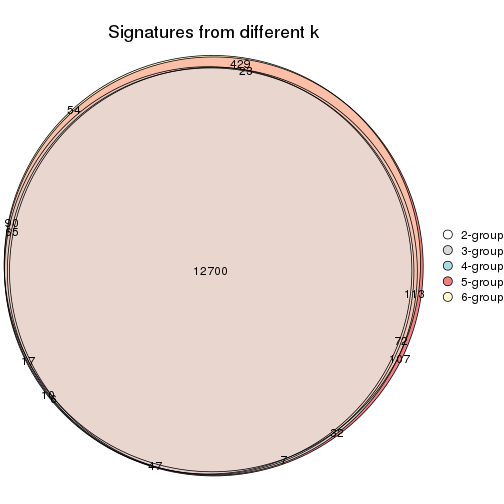 Signatures from different k
429
23
54
90
65
12700
113
72
107
17
32
7
47
2-group
3-group
4-group
5-group
6-group